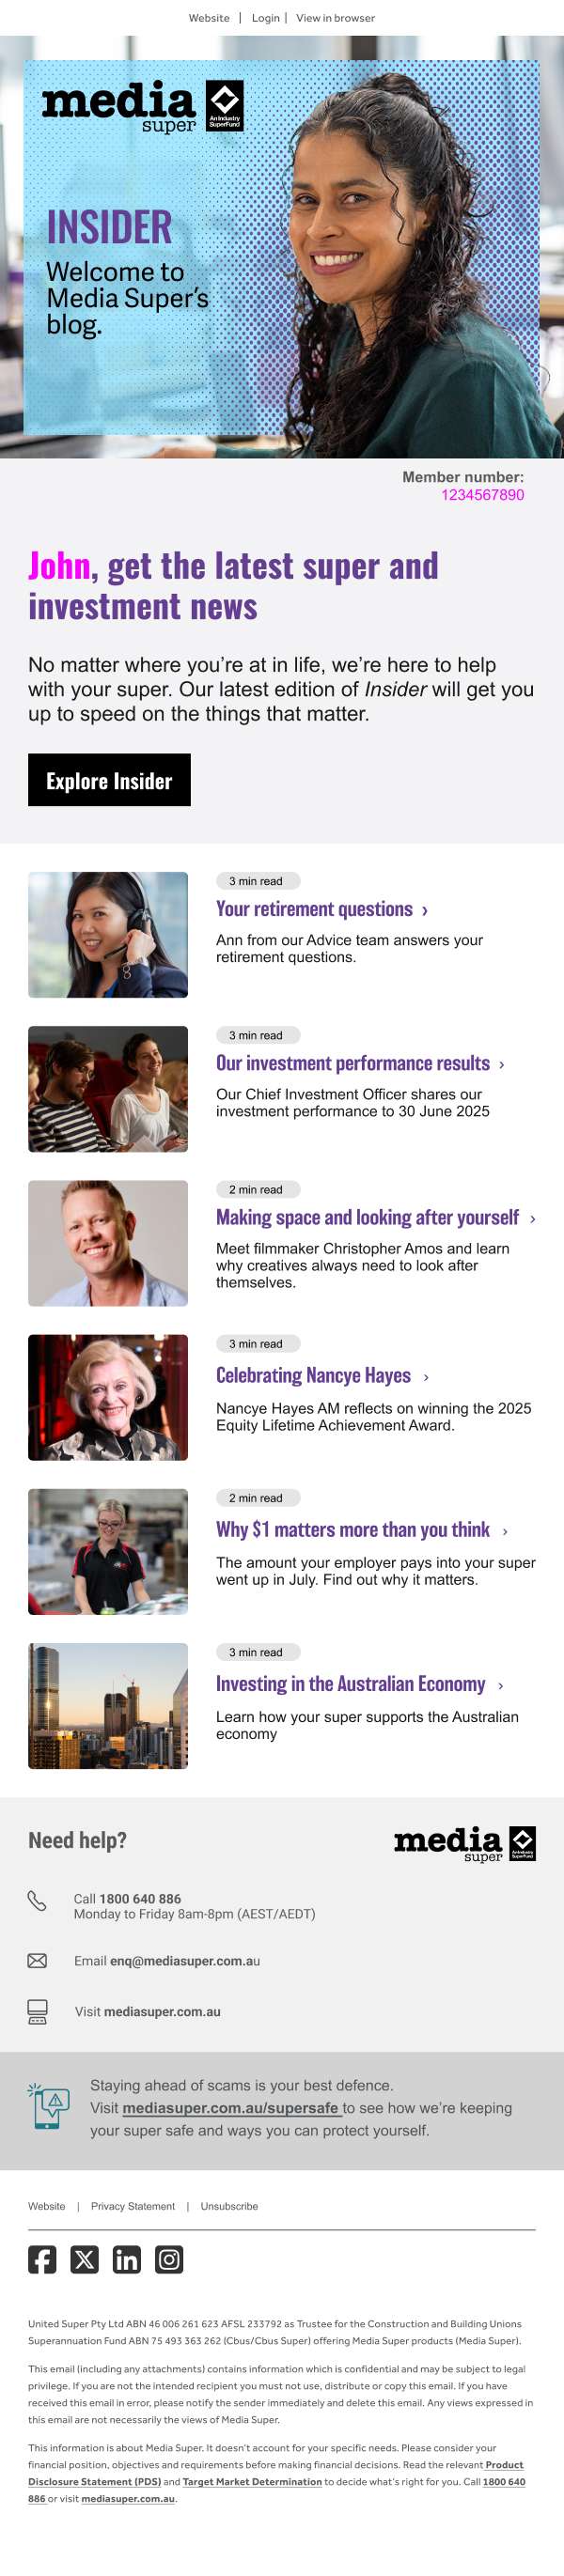 Website | Login | View in browser
media
super
An Industry
SuperFund
INSIDER
Welcome to
Media Super's
blog.
Member number:
1234567890
John, get the latest super and
investment news
No matter where you're at in life, we're here to help
with your super. Our latest edition of Insider will get you
up to speed on the things that matter.
Explore Insider
3 min read
Your retirement questions ›
Ann from our Advice team answers your
retirement questions.
3 min read
Our investment performance results ›
Our Chief Investment Officer shares our
investment performance to 30 June 2025
2 min read
Making space and looking after yourself ›
Meet filmmaker Christopher Amos and learn
why creatives always need to look after
themselves.
3 min read
Celebrating Nancye Hayes ›
Nancye Hayes AM reflects on winning the 2025
Equity Lifetime Achievement Award.
2 min read
Why $1 matters more than you think ›
The amount your employer pays into your super
went up in July. Find out why it matters.
3 min read
Investing in the Australian Economy ›
Learn how your super supports the Australian
economy
Need help?
media
super
An Industry
SuperFund
Call 1800 640 886
Monday to Friday 8am-8pm (AEST/AEDT)
Email enq@mediasuper.com.au
Visit mediasuper.com.au
Staying ahead of scams is your best defence.
Visit mediasuper.com.au/supersafe to see how we're keeping
your super safe and ways you can protect yourself.
Website | Privacy Statement | Unsubscribe
United Super Pty Ltd ABN 46 006 261 623 AFSL 233792 as Trustee for the Construction and Building Unions
Superannuation Fund ABN 75 493 363 262 (Cbus/Cbus Super) offering Media Super products (Media Super).
This email (including any attachments) contains information which is confidential and may be subject to legal
privilege. If you are not the intended recipient you must not use, distribute or copy this email. If you have
received this email in error, please notify the sender immediately and delete this email. Any views expressed in
this email are not necessarily the views of Media Super.
This information is about Media Super. It doesn't account for your specific needs. Please consider your
financial position, objectives and requirements before making financial decisions. Read the relevant Product
Disclosure Statement (PDS) and Target Market Determination to decide what's right for you. Call 1800 640
886 or visit mediasuper.com.au.